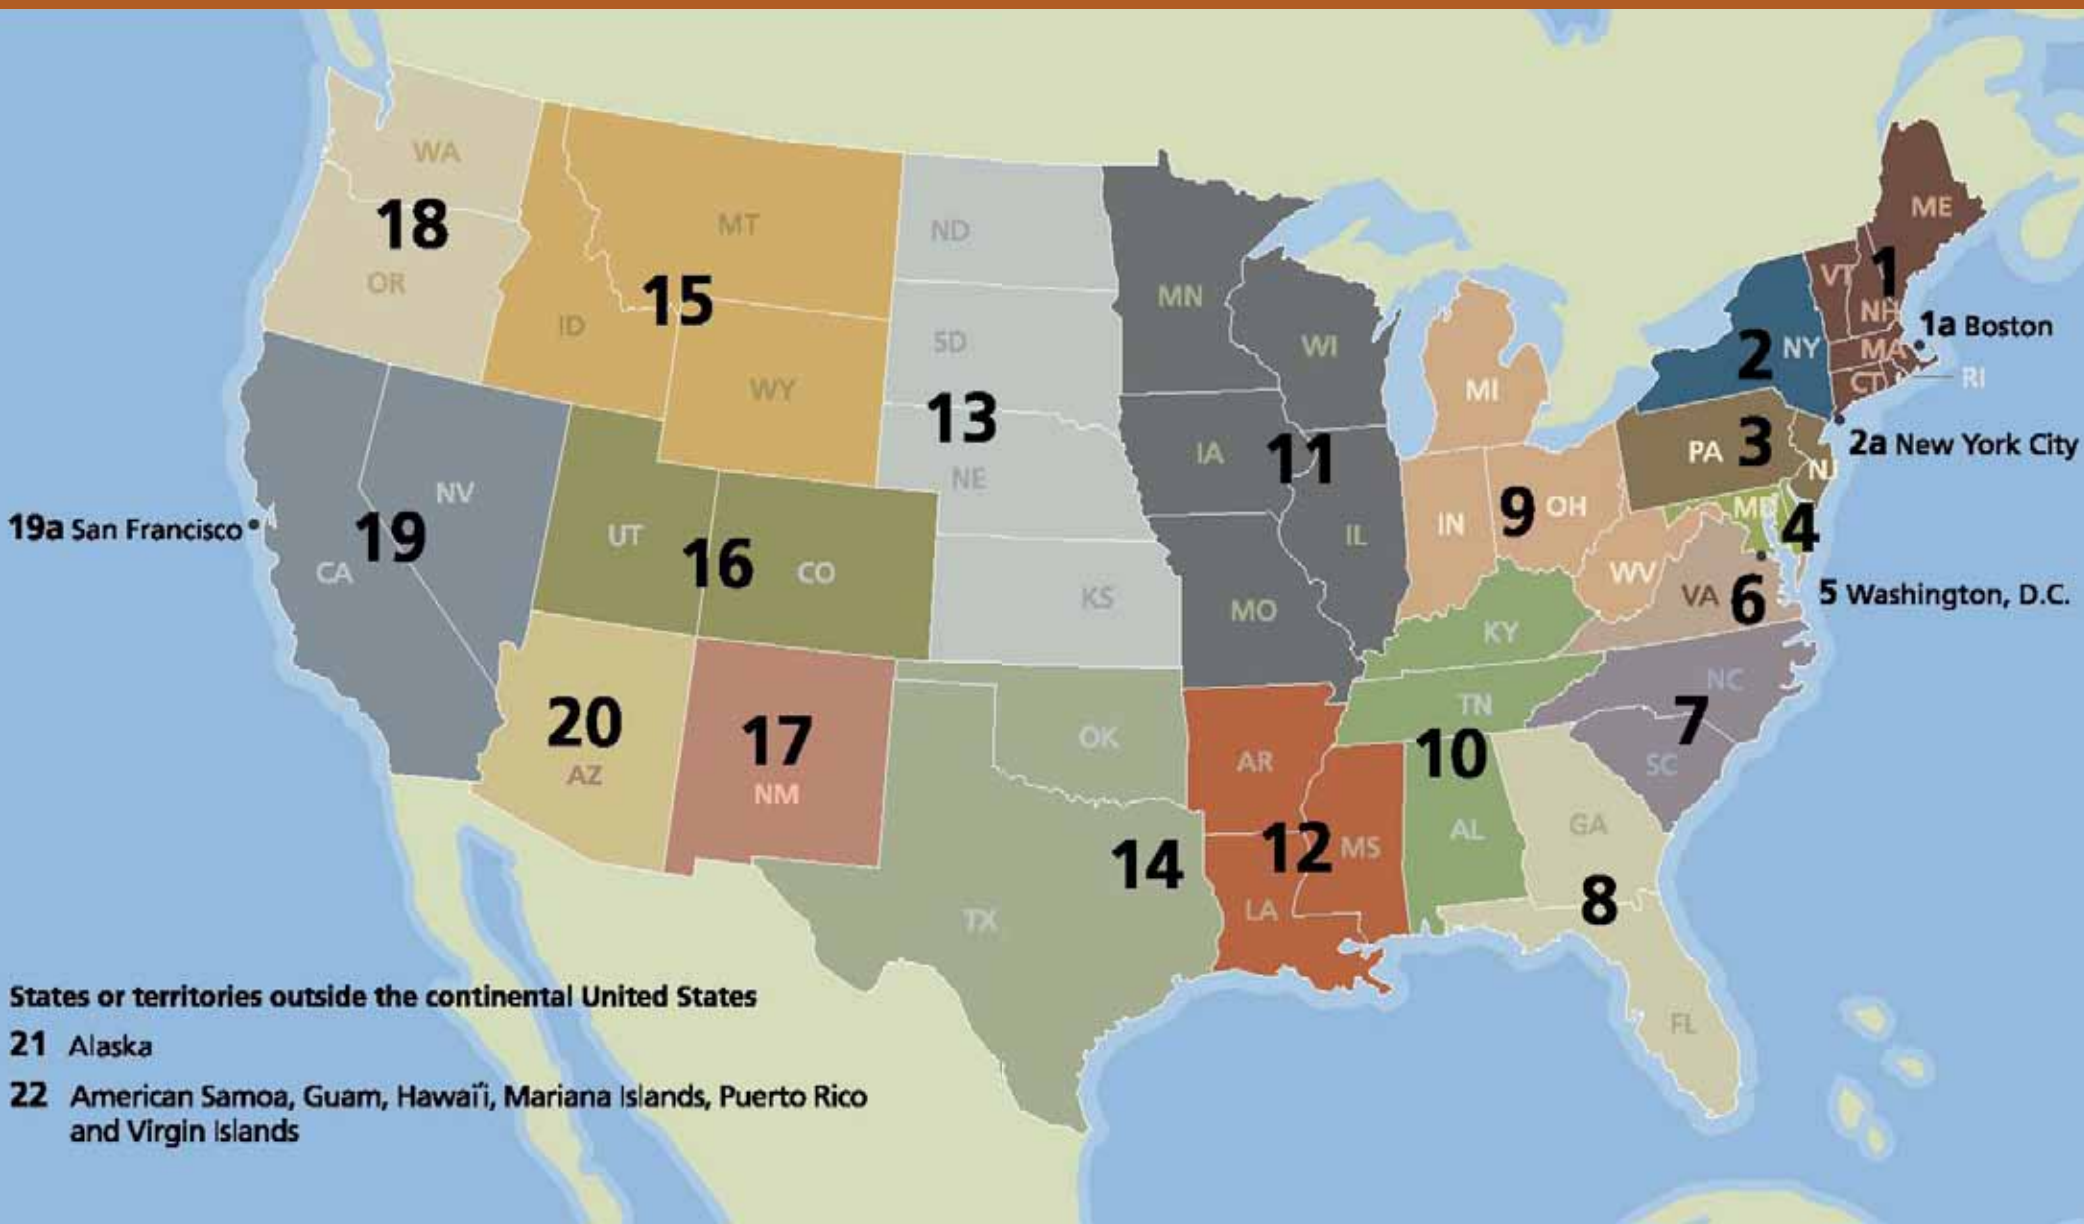 WA
18
OR
MT
15
ID
WY
ND
SD
13
NE
KS
MN
WI
IA
11
IL
MO
MI
IN
9
OH
WV
ME
VT
1
NH
1a Boston
MA
CT
RI
2
NY
2a New York City
PA
3
NJ
MD
4
5 Washington, D.C.
VA
6
KY
TN
10
AL
NC
7
SC
GA
8
FL
AR
12
MS
LA
OK
14
TX
NV
19
CA
19a San Francisco
UT
16
CO
20
AZ
17
NM
States or territories outside the continental United States
21 Alaska
22 American Samoa, Guam, Hawai'i, Mariana Islands, Puerto Rico
and Virgin Islands